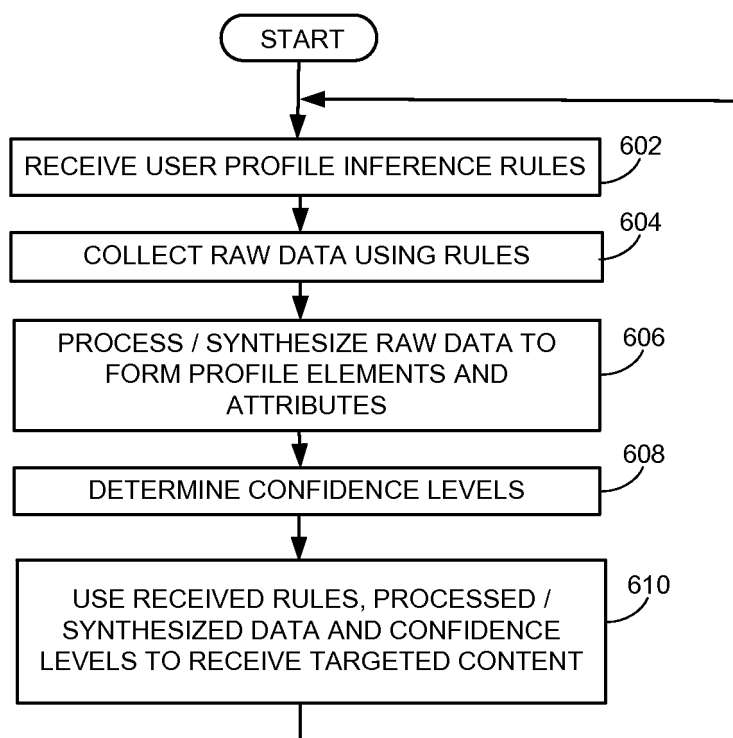 START
RECEIVE USER PROFILE INFERENCE RULES
602
COLLECT RAW DATA USING RULES
604
PROCESS / SYNTHESIZE RAW DATA TO
FORM PROFILE ELEMENTS AND
ATTRIBUTES
606
DETERMINE CONFIDENCE LEVELS
608
USE RECEIVED RULES, PROCESSED /
SYNTHESIZED DATA AND CONFIDENCE
LEVELS TO RECEIVE TARGETED CONTENT
610